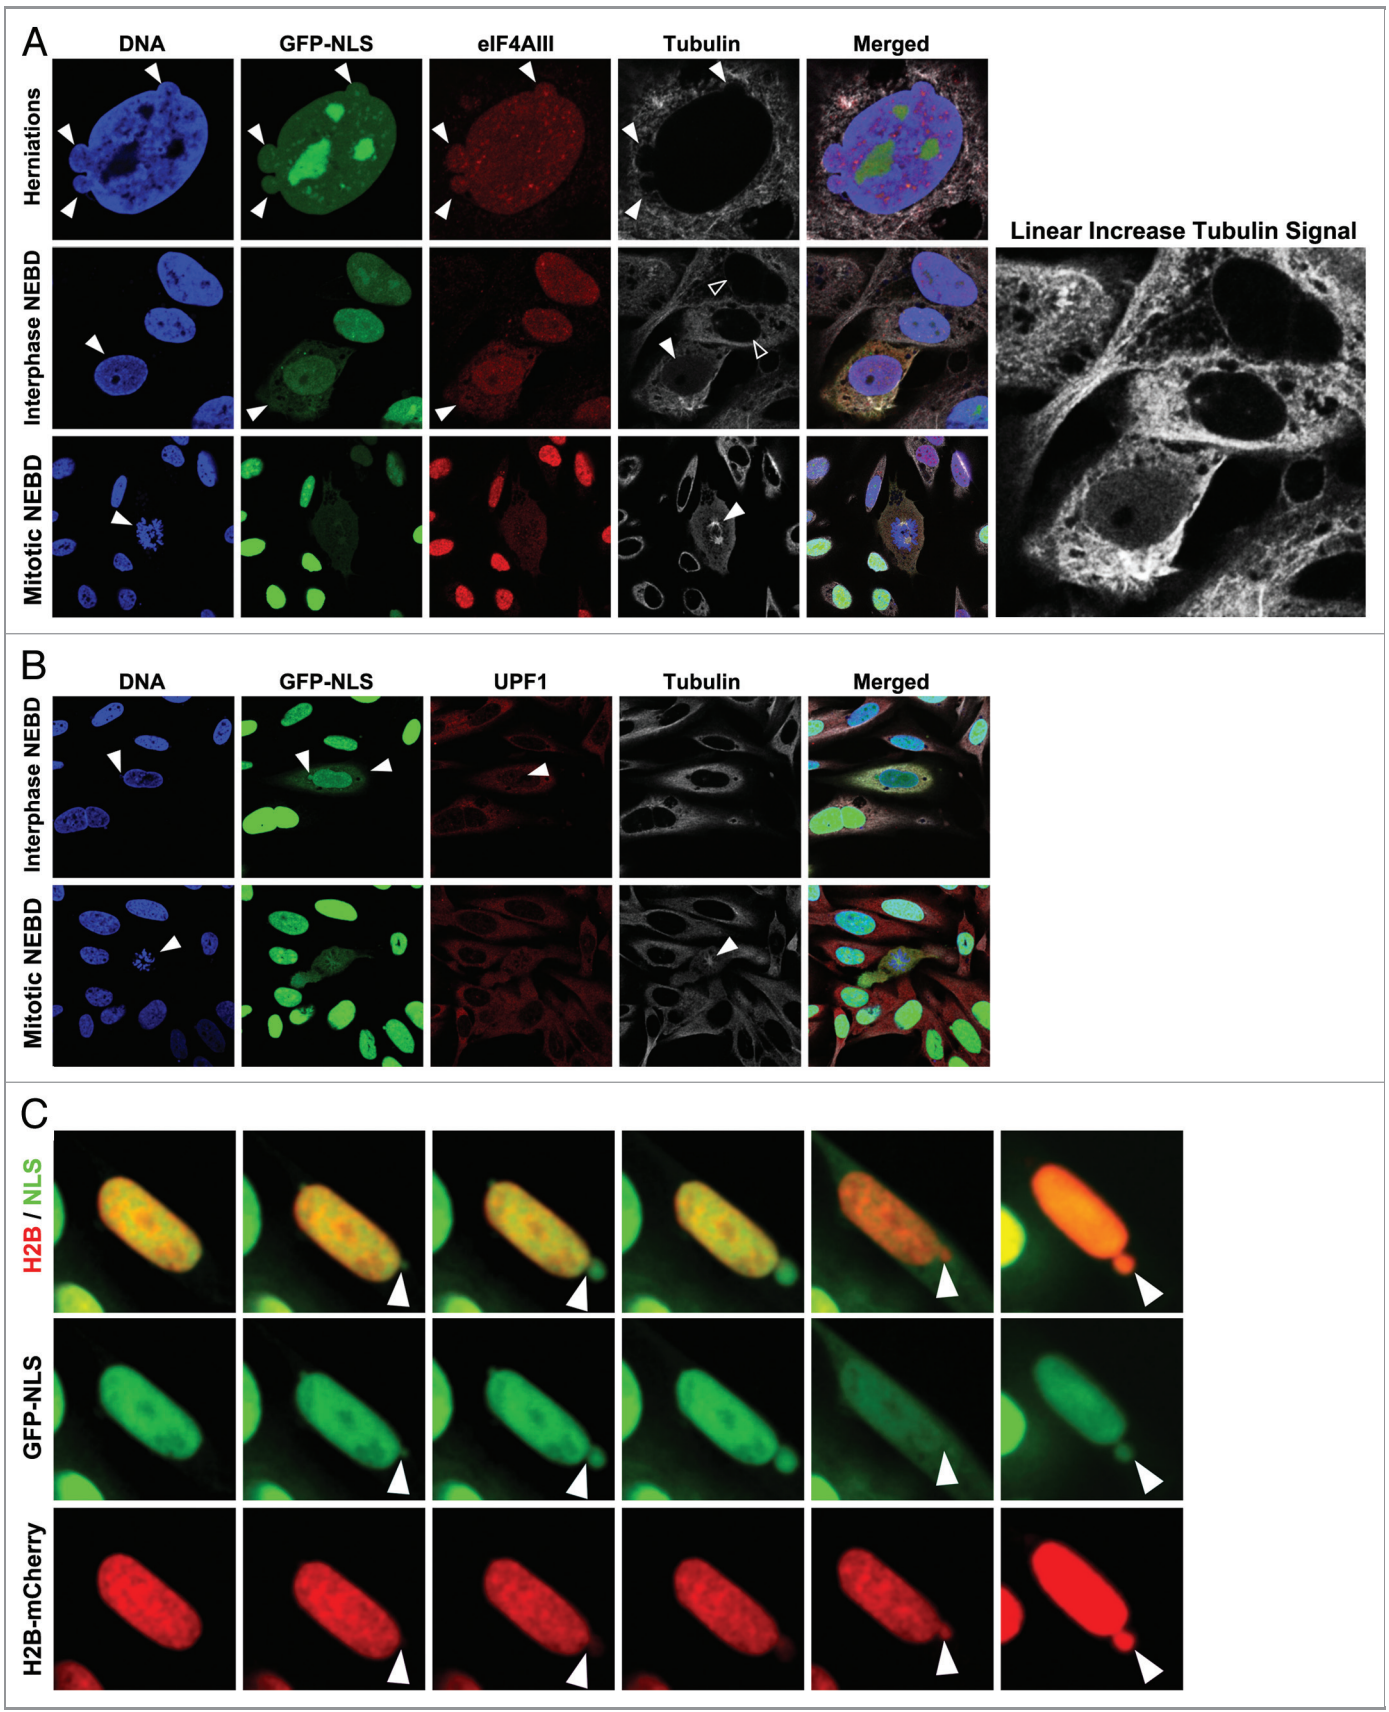 A
DNA
GFP-NLS
eIF4AIII
Tubulin
Merged
Herniations
Linear Increase Tubulin Signal
Interphase NEBD
Mitotic NEBD
B
DNA
GFP-NLS
UPF1
Tubulin
Merged
Interphase NEBD
Mitotic NEBD
C
H2B / NLS
GFP-NLS
H2B-mCherry